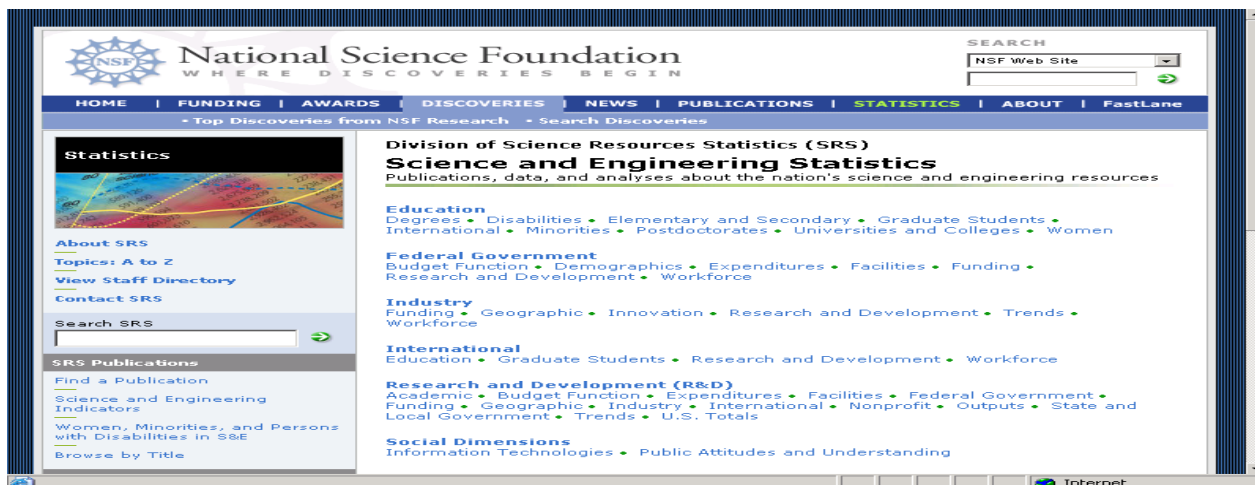 NSF
National Science Foundation
WHERE DISCOVERIES BEGIN
SEARCH
NSF Web Site
HOME | FUNDING | AWARDS | DISCOVERIES | NEWS | PUBLICATIONS | STATISTICS | ABOUT | FastLane
• Top Discoveries from NSF Research • Search Discoveries
Statistics
About SRS
Topics: A to Z
View Staff Directory
Contact SRS
Search SRS
SRS Publications
Find a Publication
Science and Engineering
Indicators
Women, Minorities, and Persons
with Disabilities in S&E
Browse by Title
Division of Science Resources Statistics (SRS)
Science and Engineering Statistics
Publications, data, and analyses about the nation's science and engineering resources
Education
Degrees • Disabilities • Elementary and Secondary • Graduate Students •
International • Minorities • Postdoctorates • Universities and Colleges • Women
Federal Government
Budget Function • Demographics • Expenditures • Facilities • Funding •
Research and Development • Workforce
Industry
Funding • Geographic • Innovation • Research and Development • Trends •
Workforce
International
Education • Graduate Students • Research and Development • Workforce
Research and Development (R&D)
Academic • Budget Function • Expenditures • Facilities • Federal Government •
Funding • Geographic • Industry • International • Nonprofit • Outputs • State and
Local Government • Trends • U.S. Totals
Social Dimensions
Information Technologies • Public Attitudes and Understanding
Internet